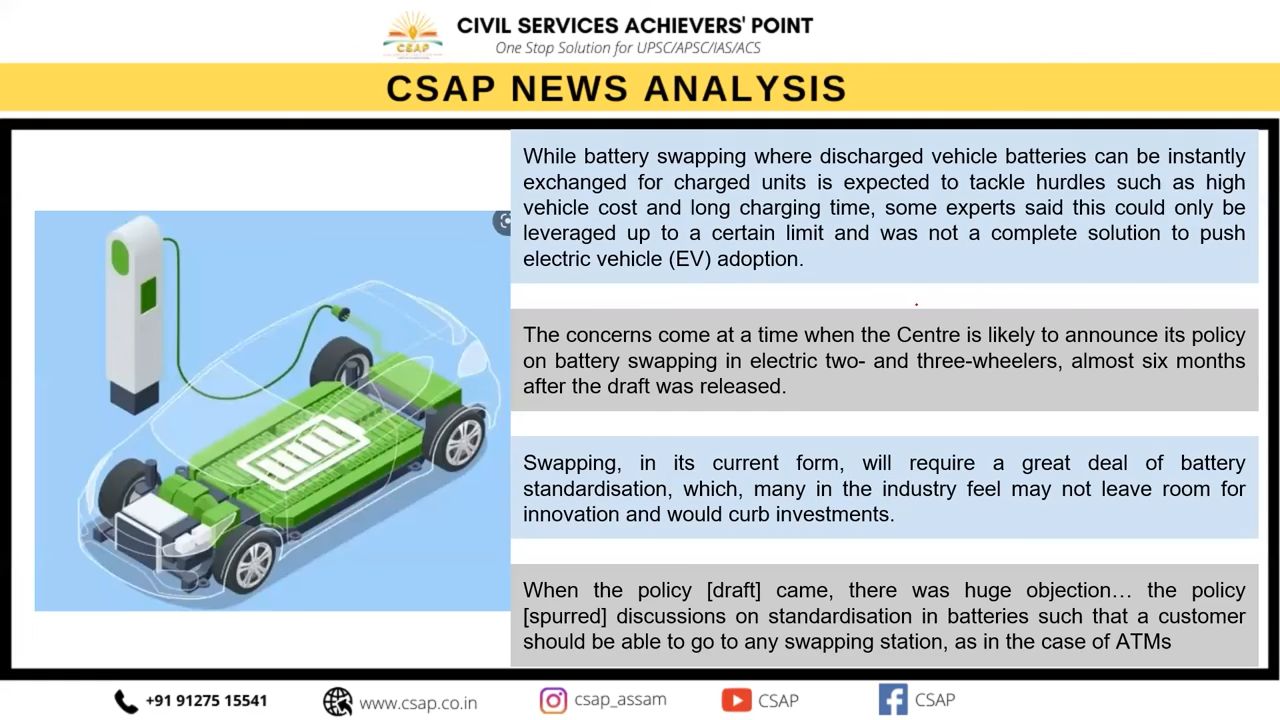 CIVIL SERVICES ACHIEVERS' POINT
CSAP
One Stop Solution for UPSC/APSC/IAS/ACS
CSAP NEWS ANALYSIS
While battery swapping where discharged vehicle batteries can be instantly
exchanged for charged units is expected to tackle hurdles such as high
vehicle cost and long charging time, some experts said this could only be
leveraged up to a certain limit and was not a complete solution to push
electric vehicle (EV) adoption.
The concerns come at a time when the Centre is likely to announce its policy
on battery swapping in electric two- and three-wheelers, almost six months
after the draft was released.
Swapping, in its current form, will require a great deal of battery
standardisation, which, many in the industry feel may not leave room for
innovation and would curb investments.
When the policy [draft] came, there was huge objection… the policy
[spurred] discussions on standardisation in batteries such that a customer
should be able to go to any swapping station, as in the case of ATMs
+91 91275 15541
www.csap.co.in
csap_assam
CSAP
CSAP